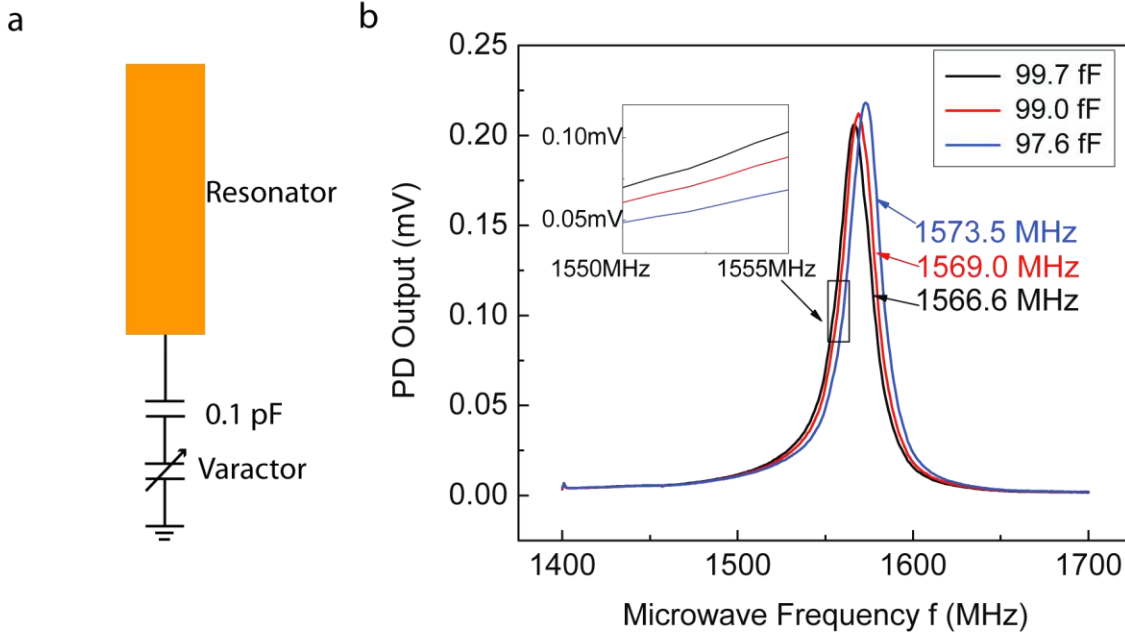 a
Resonator
0.1 pF
Varactor
b
PD Output (mV)
0.25
0.20
0.15
0.10
0.05
0.00
1400
1500
1600
1700
Microwave Frequency f (MHz)
0.10mV
0.05mV
1550MHz
1555MHz
99.7 fF
99.0 fF
97.6 fF
1573.5 MHz
1569.0 MHz
1566.6 MHz